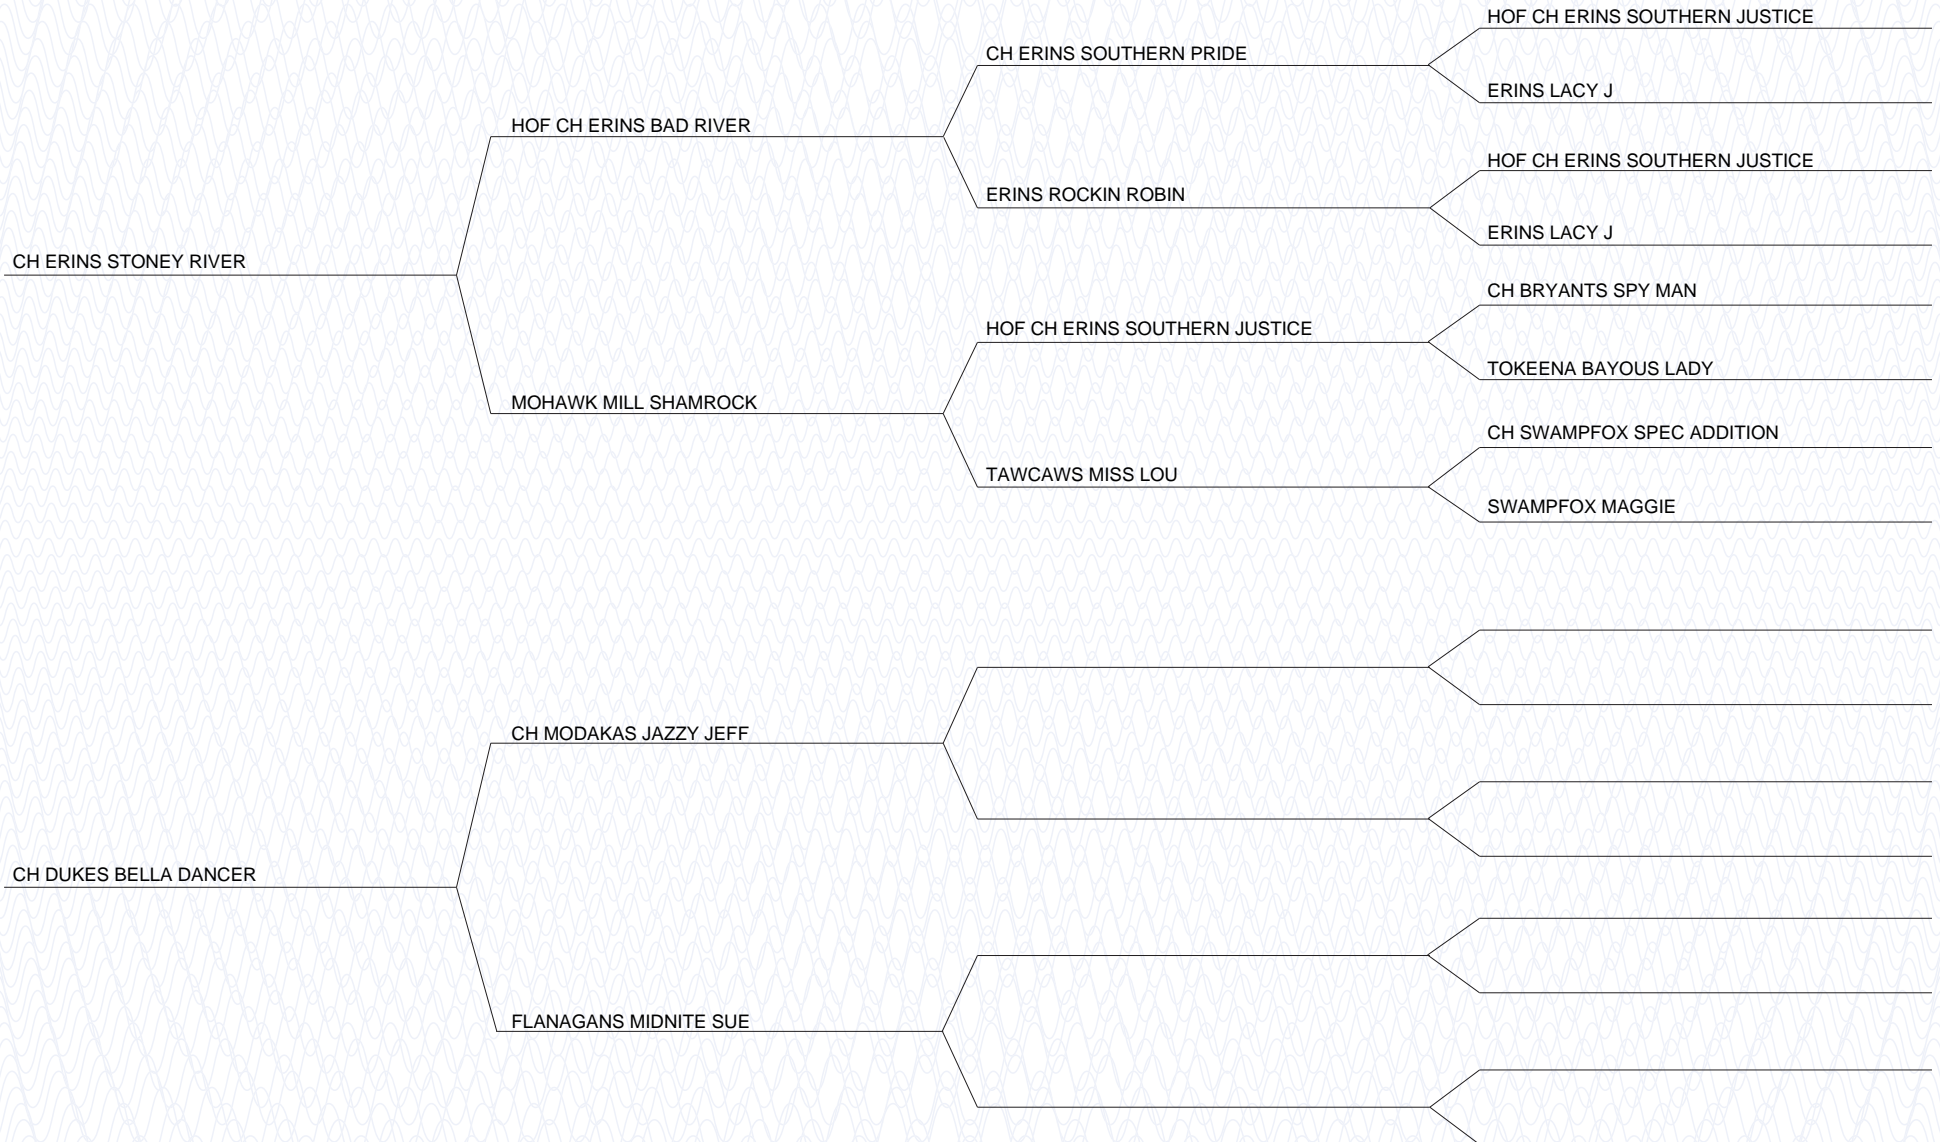 HOF CH ERINS SOUTHERN JUSTICE
CH ERINS SOUTHERN PRIDE
ERINS LACY J
HOF CH ERINS BAD RIVER
HOF CH ERINS SOUTHERN JUSTICE
ERINS ROCKIN ROBIN
ERINS LACY J
CH ERINS STONEY RIVER
CH BRYANTS SPY MAN
HOF CH ERINS SOUTHERN JUSTICE
TOKEENA BAYOUS LADY
MOHAWK MILL SHAMROCK
CH SWAMPFOX SPEC ADDITION
TAWCAWS MISS LOU
SWAMPFOX MAGGIE
CH MODAKAS JAZZY JEFF
CH DUKES BELLA DANCER
FLANAGANS MIDNITE SUE